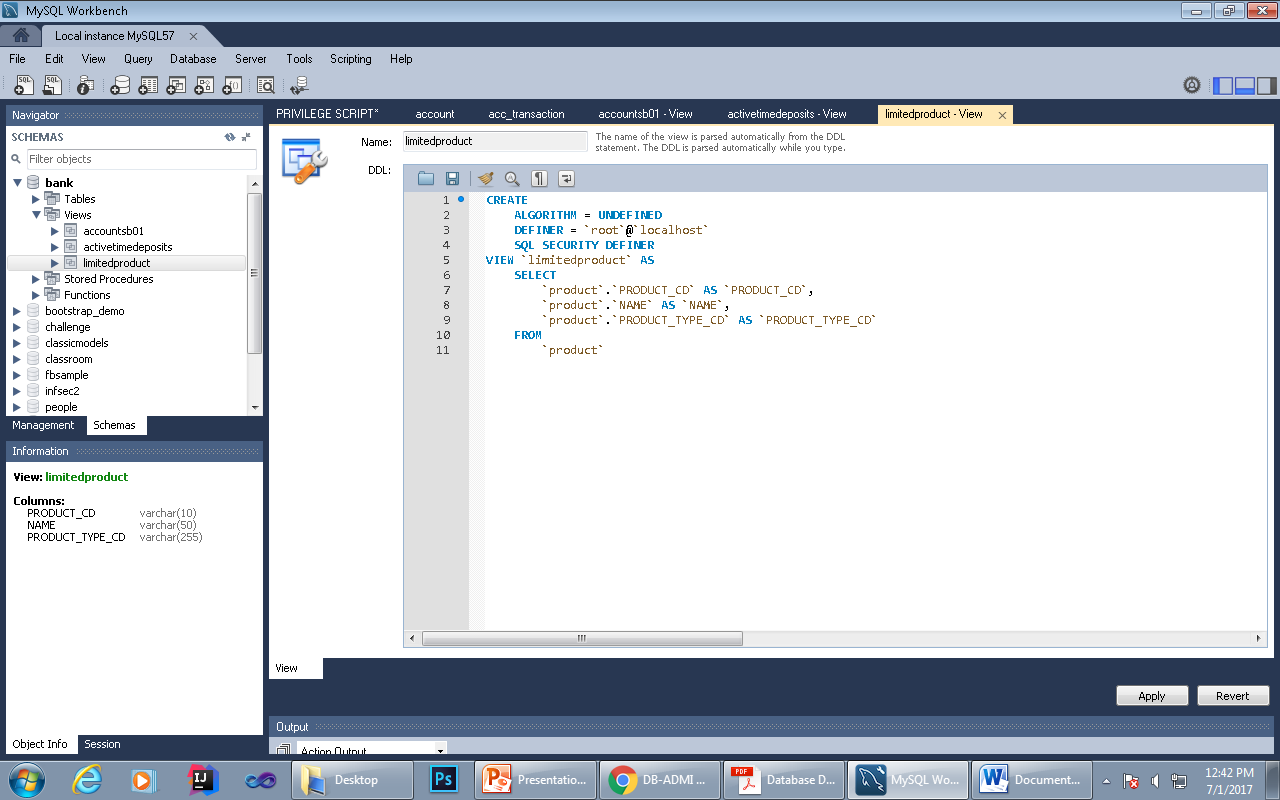 MySQL Workbench
Local instance MySQL57
File Edit View Query Database Server Tools Scripting Help
Navigator
SCHEMAS
Filter objects
bank
Tables
Views
accountsb01
activetimedeposits
limitedproduct
Stored Procedures
Functions
bootstrap_demo
challenge
classicmodels
classroom
fbsample
infsec2
people
Management Schemas
Information
View: limitedproduct
Columns:
PRODUCT_CD varchar(10)
NAME varchar(50)
PRODUCT_TYPE_CD varchar(255)
Object Info Session
PRIVILEGE SCRIPT* account acc_transaction accountsb01 - View activetimedeposits - View limitedproduct - View
Name: limitedproduct
The name of the view is parsed automatically from the DDL
statement. The DDL is parsed automatically while you type.
DDL:
1 CREATE
2 ALGORITHM = UNDEFINED
3 DEFINER = `root`@`localhost`
4 SQL SECURITY DEFINER
5 VIEW `limitedproduct` AS
6 SELECT
7 `product`.`PRODUCT_CD` AS `PRODUCT_CD`,
8 `product`.`NAME` AS `NAME`,
9 `product`.`PRODUCT_TYPE_CD` AS `PRODUCT_TYPE_CD`
10 FROM
11 `product`
View
Apply Revert
Output
Action Output
Desktop Ps Presentatio... DB-ADMI ... PDF Database D... MySQL Wo... Document...
12:42 PM
7/1/2017